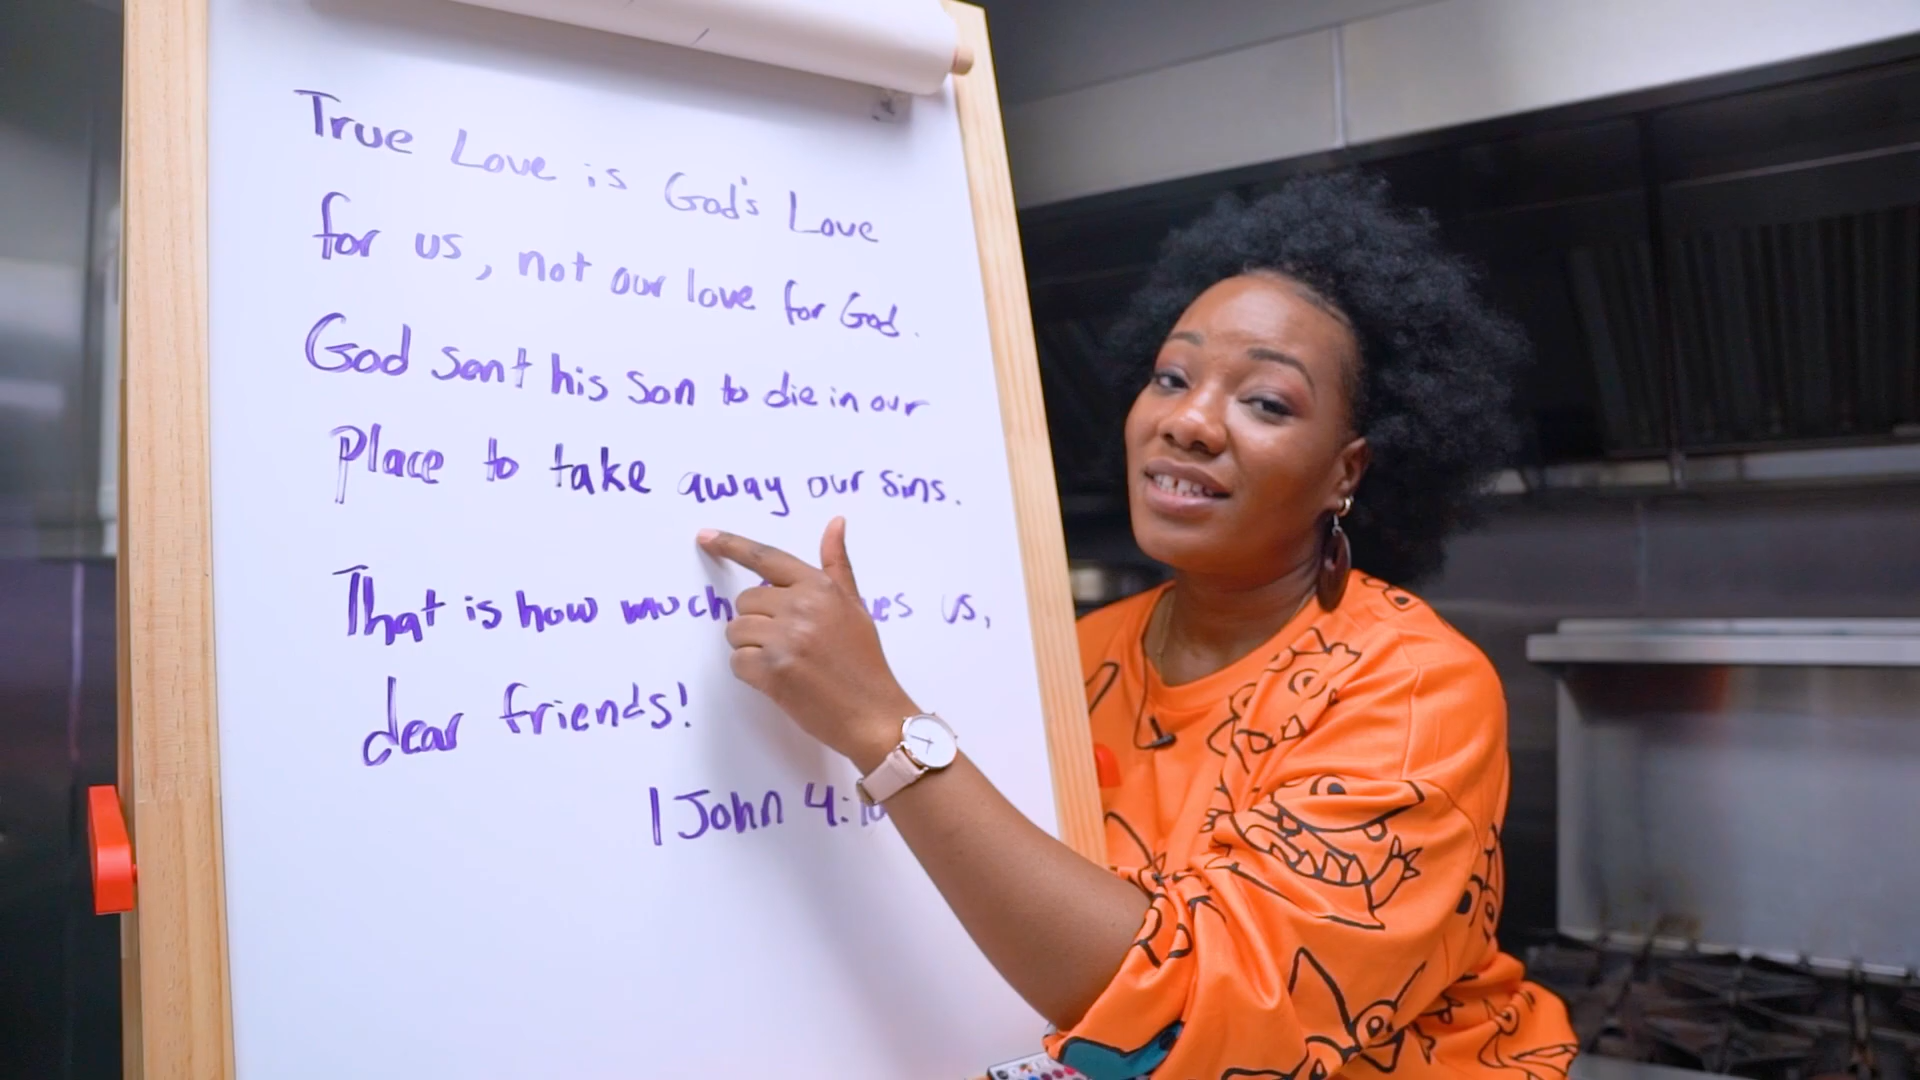 True Love is God's Love
for us, not our love for God.
God sent his son to die in our
Place to take away our sins.
That is how much us,
dear friends!
1 John 4:10